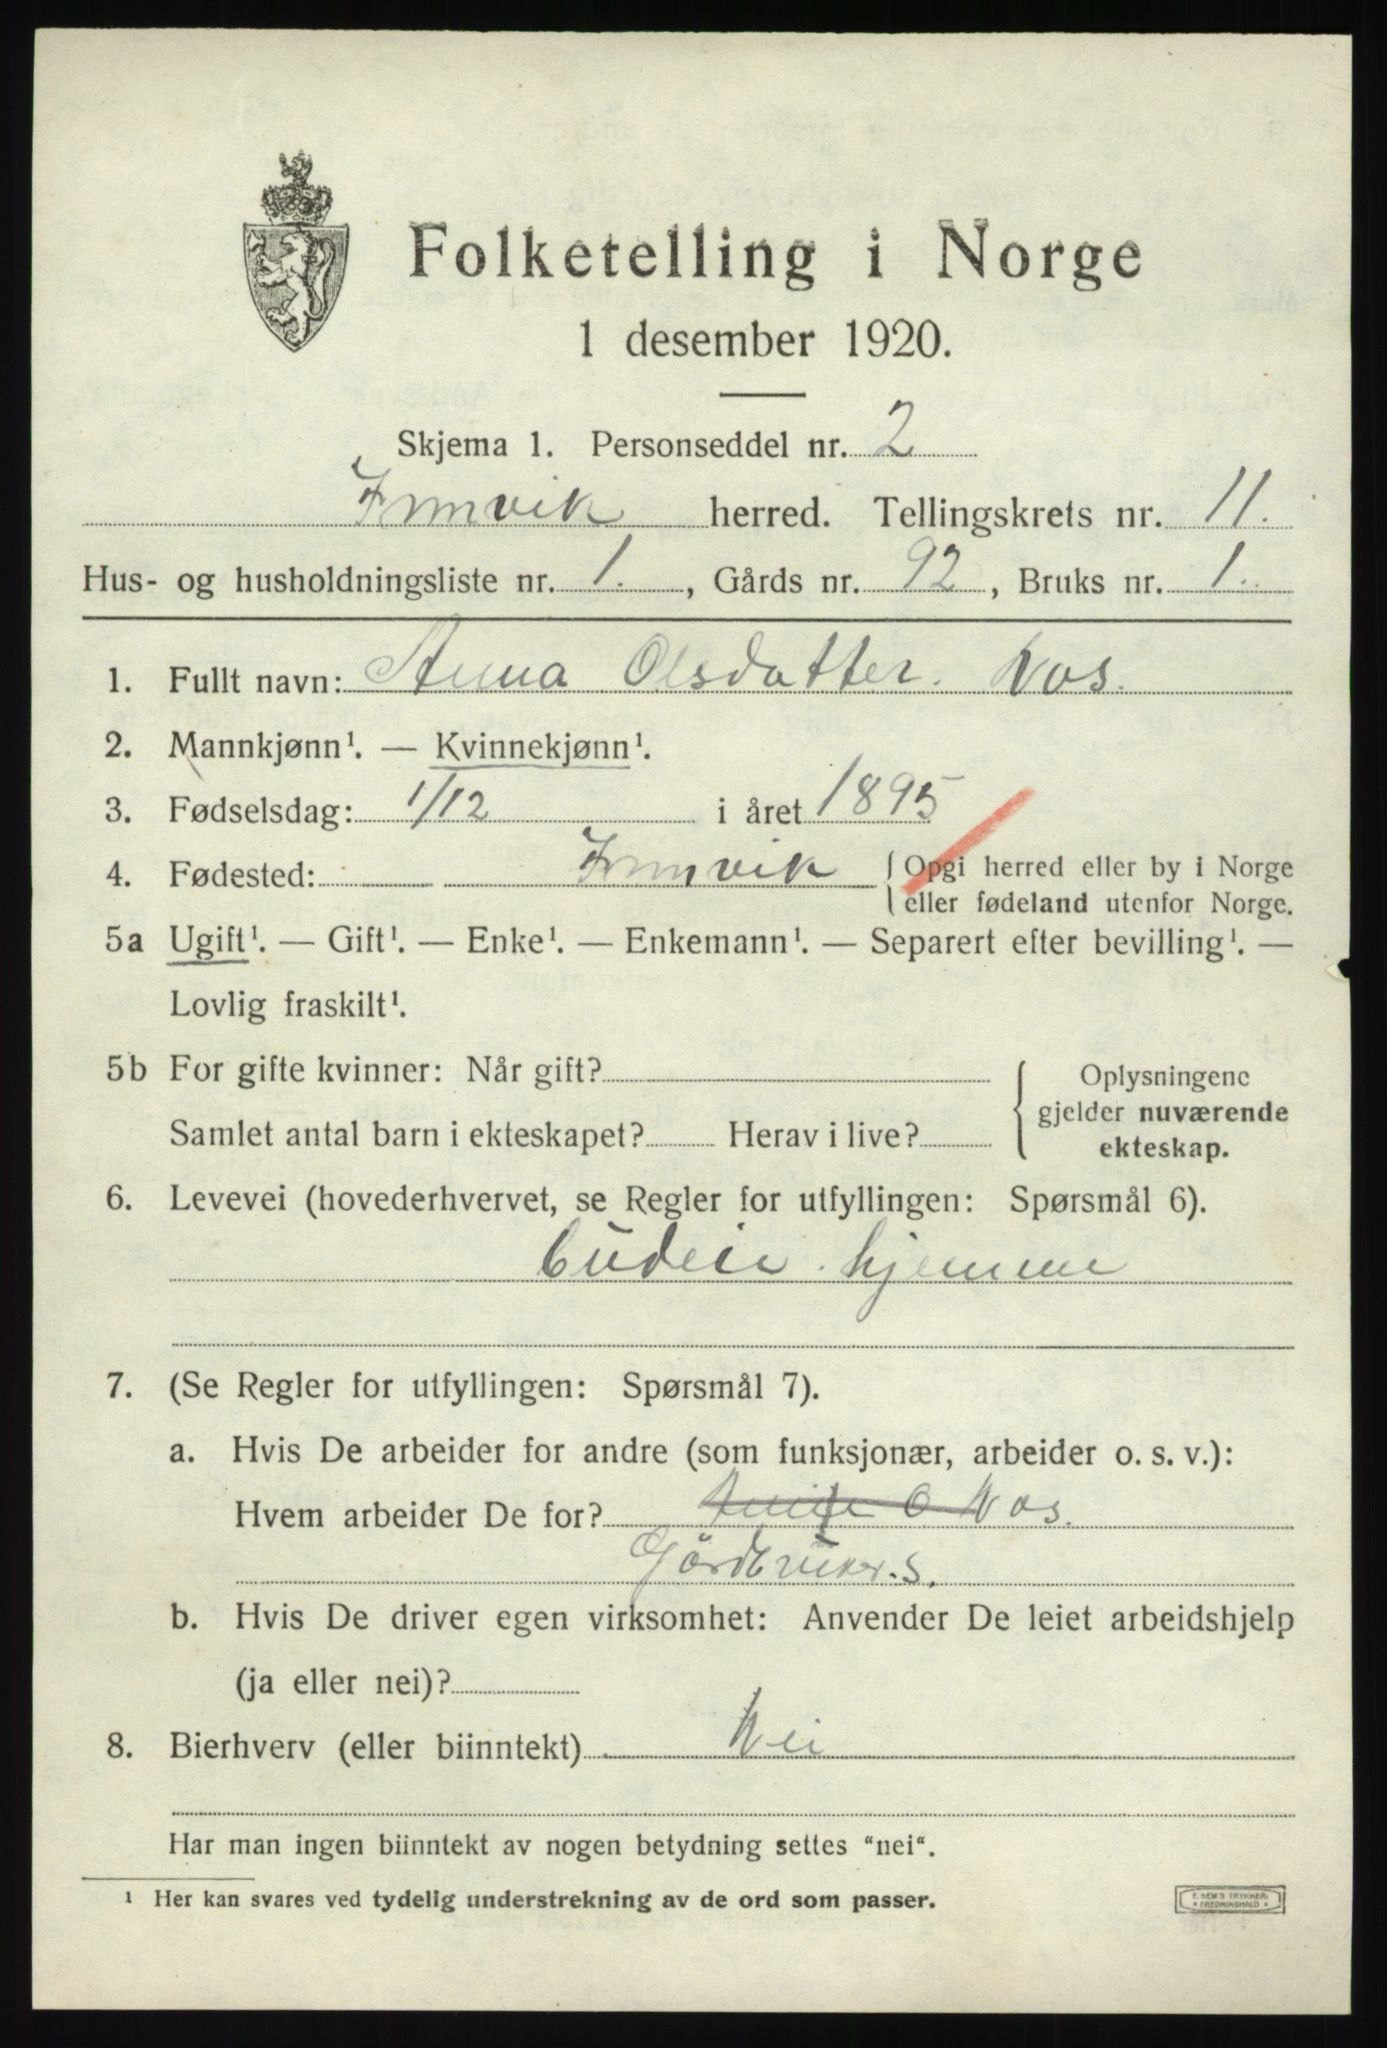 Folketelling i Norge
1 desember 1920.
Skjema 1. Personseddel nr. 2
Innvik herred. Tellingskrets nr. 11.
Hus- og husholdningsliste nr. 1., Gårds nr. 92, Bruks nr. 1.
1. Fullt navn: Anna Olsdatter. Nos.
2. Mannkjønn¹. — Kvinnekjønn¹.
3. Fødselsdag: 1/12 i året 1895
4. Fødested: Innvik { Opgi herred eller by i Norge
eller fødeland utenfor Norge.
5a Ugift¹. — Gift¹. — Enke¹. — Enkemann¹. — Separert efter bevilling¹. —
Lovlig fraskilt¹.
5b For gifte kvinner: Når gift?
Samlet antal barn i ekteskapet? Herav i live?
{ Oplysningene
gjelder nuværende
ekteskap.
6. Levevei (hovederhvervet, se Regler for utfyllingen: Spørsmål 6).
hjemme
7. (Se Regler for utfyllingen: Spørsmål 7).
a. Hvis De arbeider for andre (som funksjonær, arbeider o. s. v.):
Hvem arbeider De for? O Nos.
Gårdbruker.s.
b. Hvis De driver egen virksomhet: Anvender De leiet arbeidshjelp
(ja eller nei)?
8. Bierhverv (eller biinntekt) Nei
Har man ingen biinntekt av nogen betydning settes "nei".
¹ Her kan svares ved tydelig understrekning av de ord som passer.
E. SEM'S TRYKKERI
* FREDRIKSHALD *